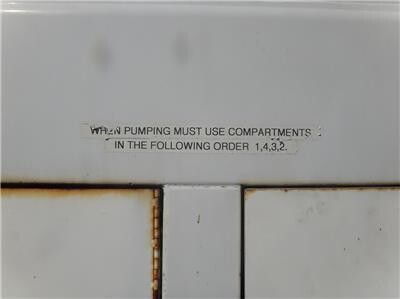 WHEN PUMPING MUST USE COMPARTMENTS
IN THE FOLLOWING ORDER 1,4,3,2.